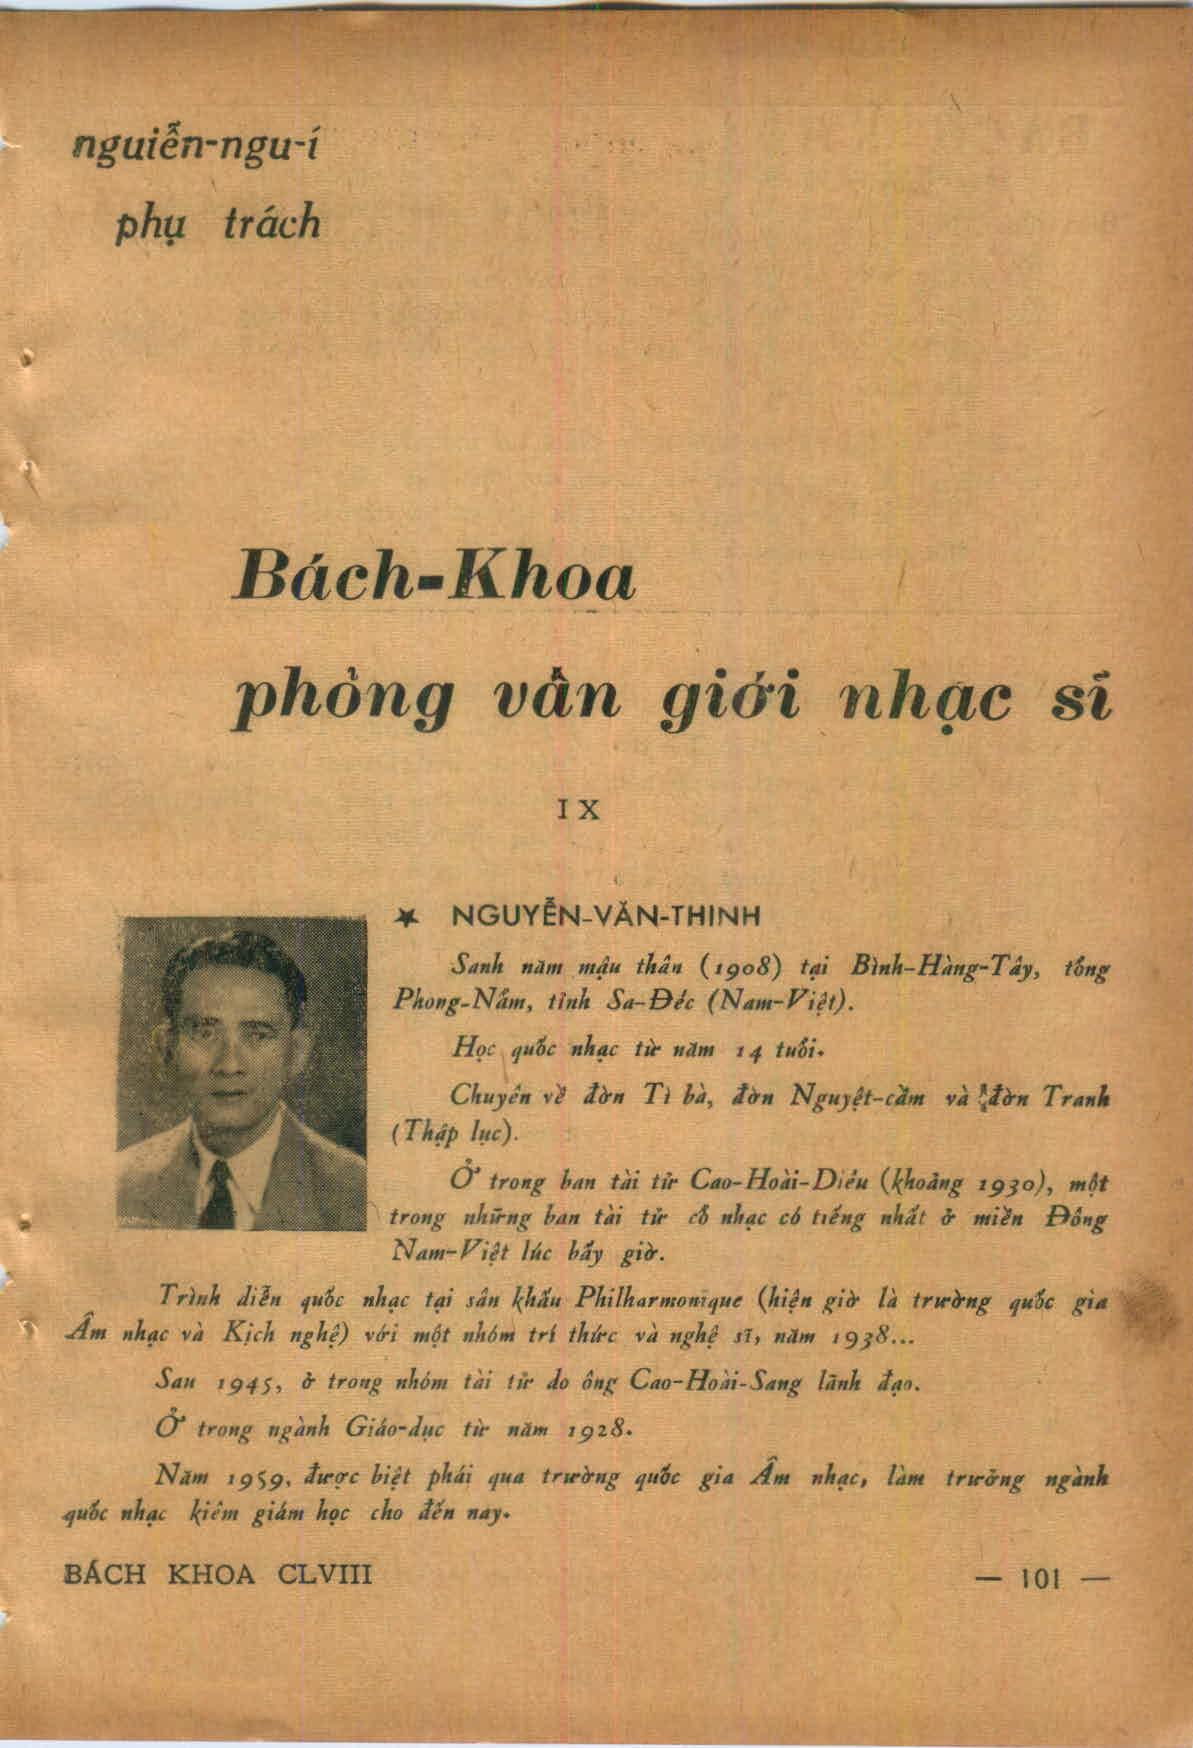 nguiễn-ngu-í
phụ trách
Bách-Khoa
phỏng vấn giới nhạc sĩ
IX
★ NGUYỄN-VĂN-THINH
Sanh năm mậu thân (1908) tại Bình-Hàng-Tây, tổng
Phong-Nẫm, tỉnh Sa-Đéc (Nam-Việt).
Học quốc nhạc từ năm 14 tuổi.
Chuyên về đờn Tì bà, đờn Nguyệt-cầm và đờn Tranh
(Thập lục).
Ở trong ban tài tử Cao-Hoài-Diếu (khoảng 1930), một
trong những ban tài tử cổ nhạc có tiếng nhất ở miền Đông
Nam-Việt lúc bấy giờ.
Trình diễn quốc nhạc tại sân khấu Philharmonique (hiện giờ là trường quốc gia
Âm nhạc và Kịch nghệ) với một nhóm trí thức và nghệ sĩ, năm 1938...
Sau 1945, ở trong nhóm tài tử do ông Cao-Hoài-Sang lãnh đạo.
Ở trong ngành Giáo-dục từ năm 1928.
Năm 1959, được biệt phái qua trường quốc gia Âm nhạc, làm trưởng ngành
quốc nhạc kiêm giám học cho đến nay.
BÁCH KHOA CLVIII — 101 —